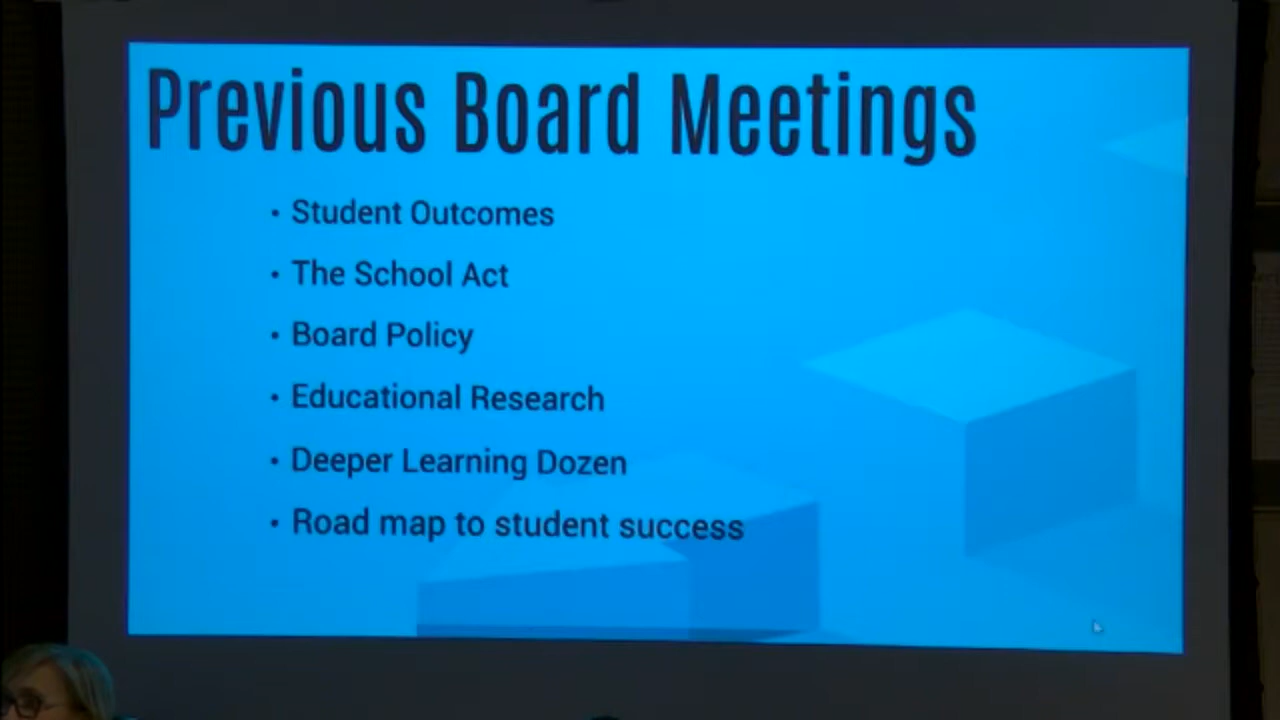 Previous Board Meetings
• Student Outcomes
• The School Act
• Board Policy
• Educational Research
• Deeper Learning Dozen
• Road map to student success